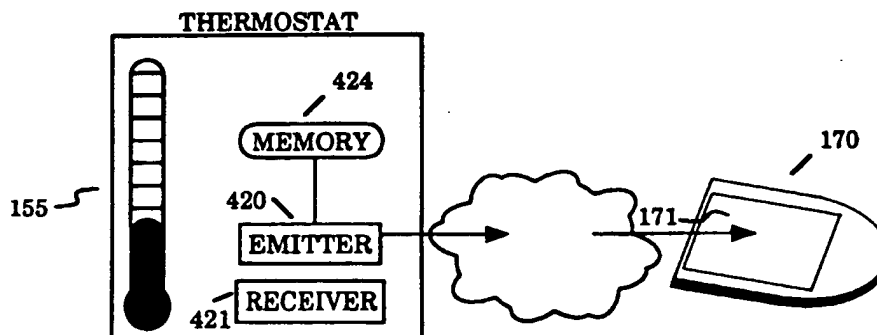 THERMOSTAT
424
MEMORY
170
155
420
171
EMITTER
421
RECEIVER